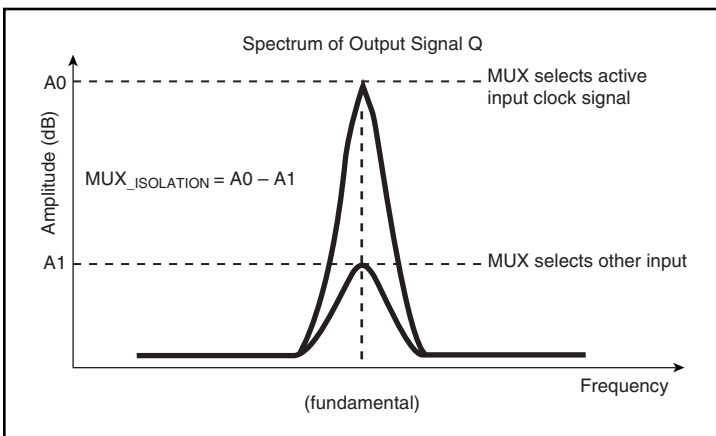 Spectrum of Output Signal Q
A0
MUX selects active
input clock signal
Amplitude (dB)
MUX_ISOLATION = A0 – A1
A1
MUX selects other input
Frequency
(fundamental)